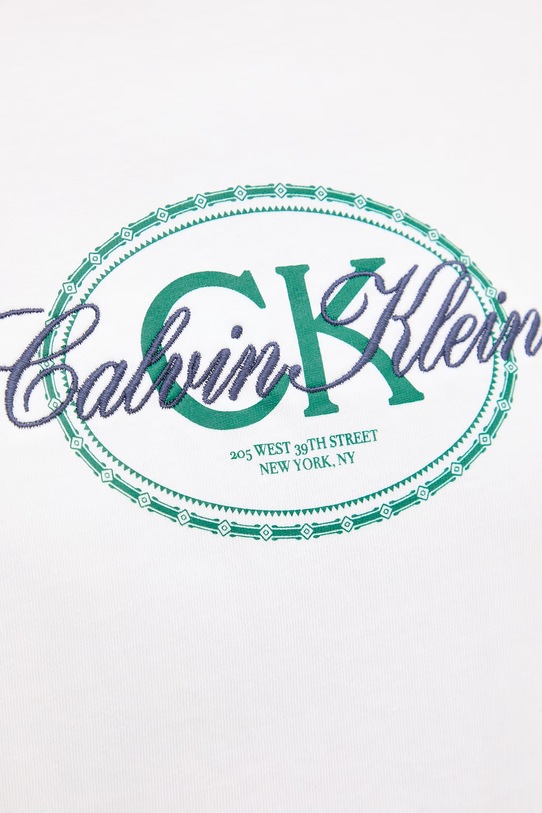 CK
Calvin Klein
205 WEST 39TH STREET
NEW YORK, NY